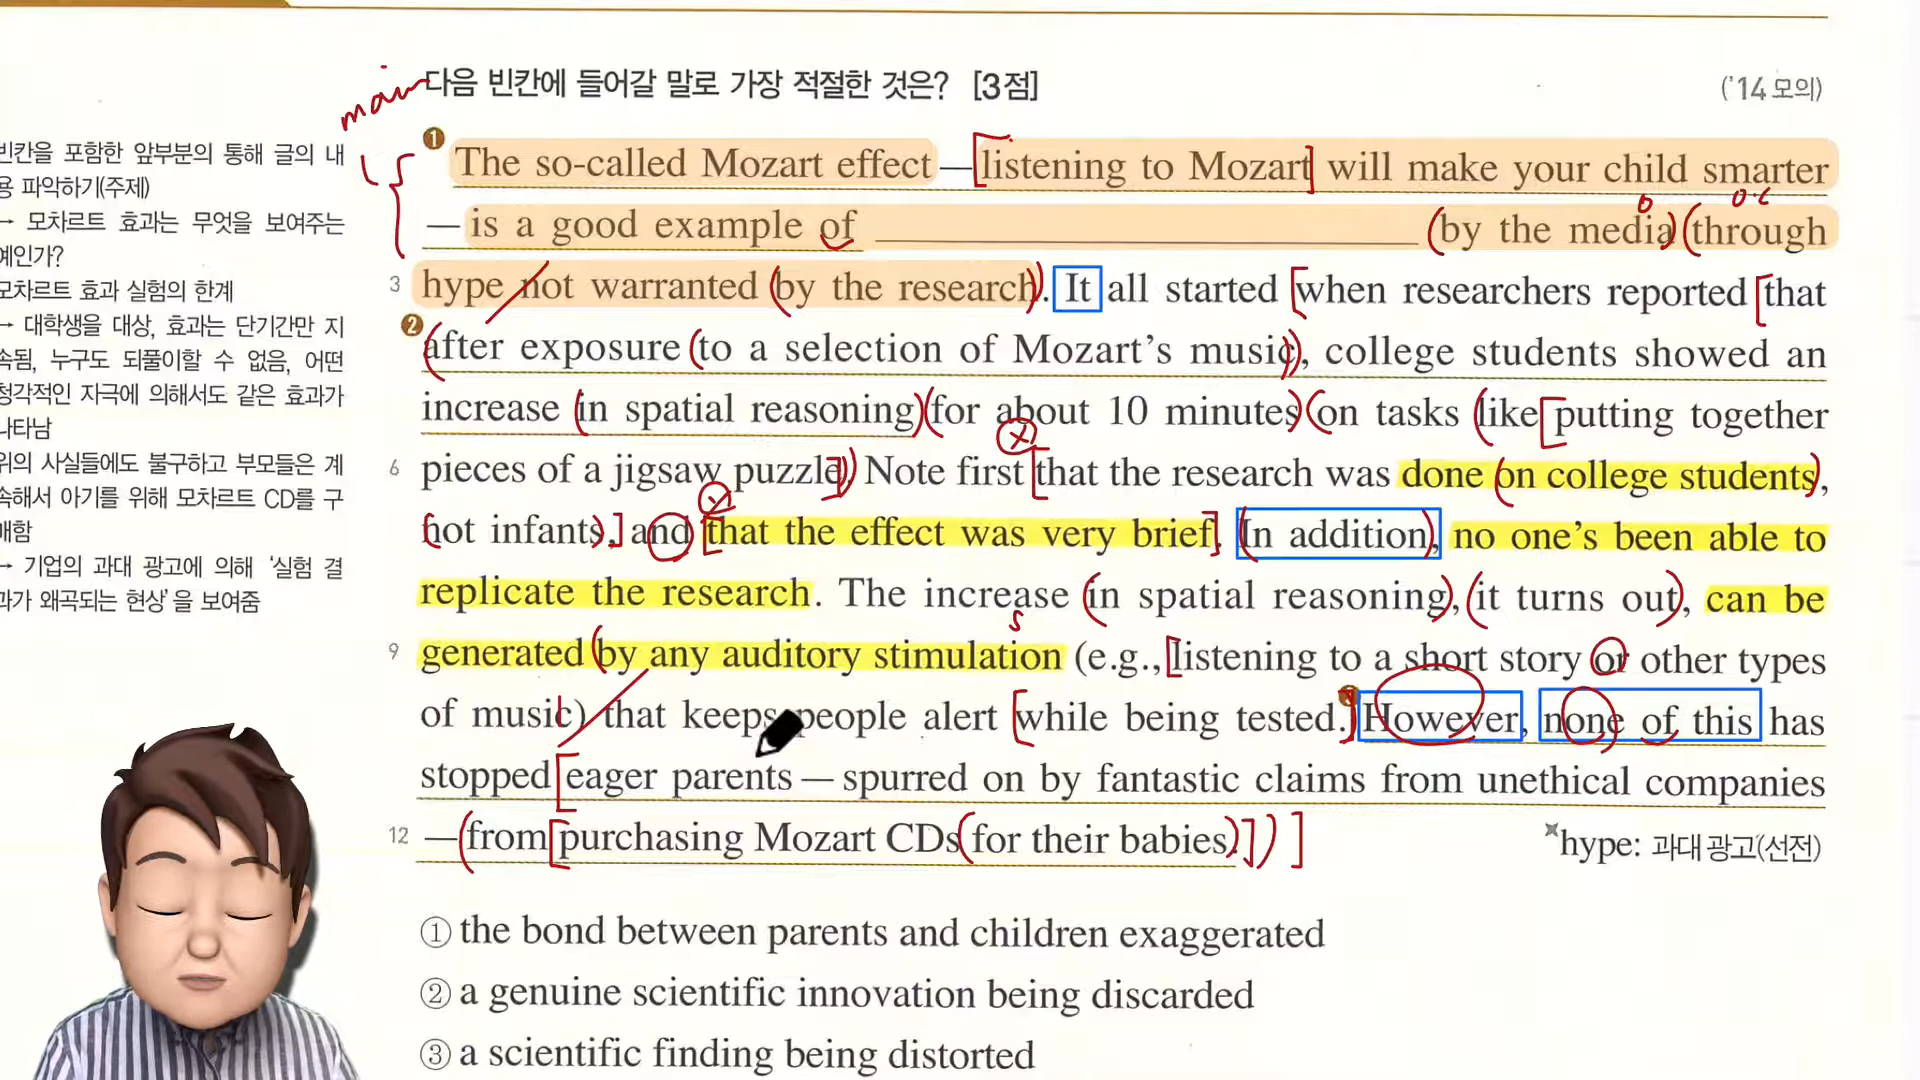 main
다음 빈칸에 들어갈 말로 가장 적절한 것은? [3점] ('14 모의)
빈칸을 포함한 앞부분의 통해 글의 내
용 파악하기(주제)
→ 모차르트 효과는 무엇을 보여주는
예인가?
모차르트 효과 실험의 한계
→ 대학생을 대상, 효과는 단기간만 지
속됨, 누구도 되풀이할 수 없음, 어떤
청각적인 자극에 의해서도 같은 효과가
나타남
위의 사실들에도 불구하고 부모들은 계
속해서 아기를 위해 모차르트 CD를 구
매함
→ 기업의 과대 광고에 의해 '실험 결
과가 왜곡되는 현상'을 보여줌
❶ The so-called Mozart effect — listening to Mozart will make your child smarter
— is a good example of ____________ by the media through
3 hype not warranted by the research. It all started when researchers reported that
❷ after exposure to a selection of Mozart's music, college students showed an
increase in spatial reasoning for about 10 minutes on tasks like putting together
6 pieces of a jigsaw puzzle. Note first that the research was done on college students,
not infants, and that the effect was very brief. In addition, no one's been able to
replicate the research. The increase in spatial reasoning, it turns out, can be
9 generated by any auditory stimulation (e.g., listening to a short story or other types
of music) that keeps people alert while being tested. However, none of this has
stopped eager parents — spurred on by fantastic claims from unethical companies
12 — from purchasing Mozart CDs for their babies.
*hype: 과대 광고(선전)
① the bond between parents and children exaggerated
② a genuine scientific innovation being discarded
③ a scientific finding being distorted